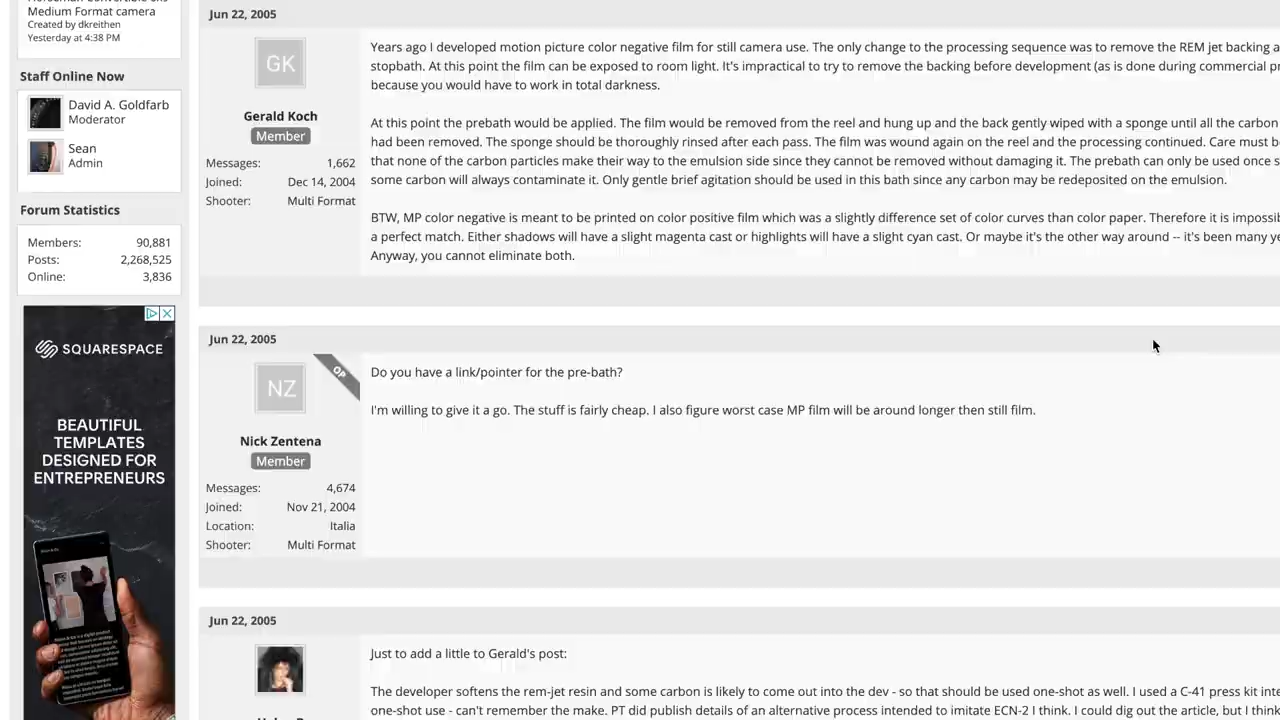 Medium Format camera
Created by dkreithen
Yesterday at 4:38 PM
Staff Online Now
David A. Goldfarb
Moderator
Sean
Admin
Forum Statistics
Members: 90,881
Posts: 2,268,525
Online: 3,836
SQUARESPACE
BEAUTIFUL
TEMPLATES
DESIGNED FOR
ENTREPRENEURS
Jun 22, 2005
GK
Gerald Koch
Member
Messages: 1,662
Joined: Dec 14, 2004
Shooter: Multi Format
Years ago I developed motion picture color negative film for still camera use. The only change to the processing sequence was to remove the REM jet backing a
stopbath. At this point the film can be exposed to room light. It's impractical to try to remove the backing before development (as is done during commercial pr
because you would have to work in total darkness.
At this point the prebath would be applied. The film would be removed from the reel and hung up and the back gently wiped with a sponge until all the carbon
had been removed. The sponge should be thoroughly rinsed after each pass. The film was wound again on the reel and the processing continued. Care must b
that none of the carbon particles make their way to the emulsion side since they cannot be removed without damaging it. The prebath can only be used once s
some carbon will always contaminate it. Only gentle brief agitation should be used in this bath since any carbon may be redeposited on the emulsion.
BTW, MP color negative is meant to be printed on color positive film which was a slightly difference set of color curves than color paper. Therefore it is impossib
a perfect match. Either shadows will have a slight magenta cast or highlights will have a slight cyan cast. Or maybe it's the other way around -- it's been many ye
Anyway, you cannot eliminate both.
Jun 22, 2005
NZ
OP
Nick Zentena
Member
Messages: 4,674
Joined: Nov 21, 2004
Location: Italia
Shooter: Multi Format
Do you have a link/pointer for the pre-bath?
I'm willing to give it a go. The stuff is fairly cheap. I also figure worst case MP film will be around longer then still film.
Jun 22, 2005
Just to add a little to Gerald's post:
The developer softens the rem-jet resin and some carbon is likely to come out into the dev - so that should be used one-shot as well. I used a C-41 press kit inte
one-shot use - can't remember the make. PT did publish details of an alternative process intended to imitate ECN-2 I think. I could dig out the article, but I think